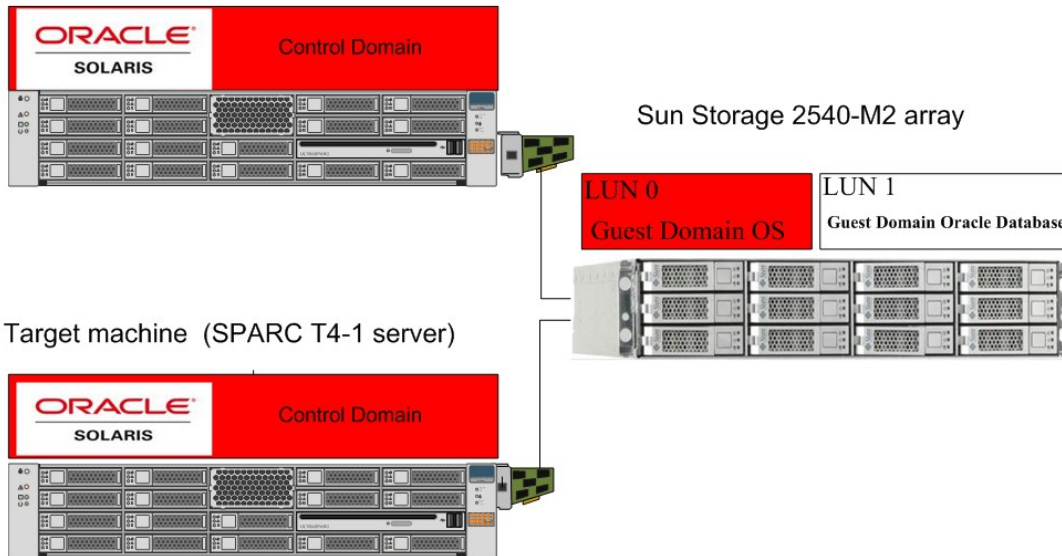 ORACLE
SOLARIS
Control Domain
Sun Storage 2540-M2 array
LUN 0
Guest Domain OS
LUN 1
Guest Domain Oracle Database
Target machine (SPARC T4-1 server)
ORACLE
SOLARIS
Control Domain